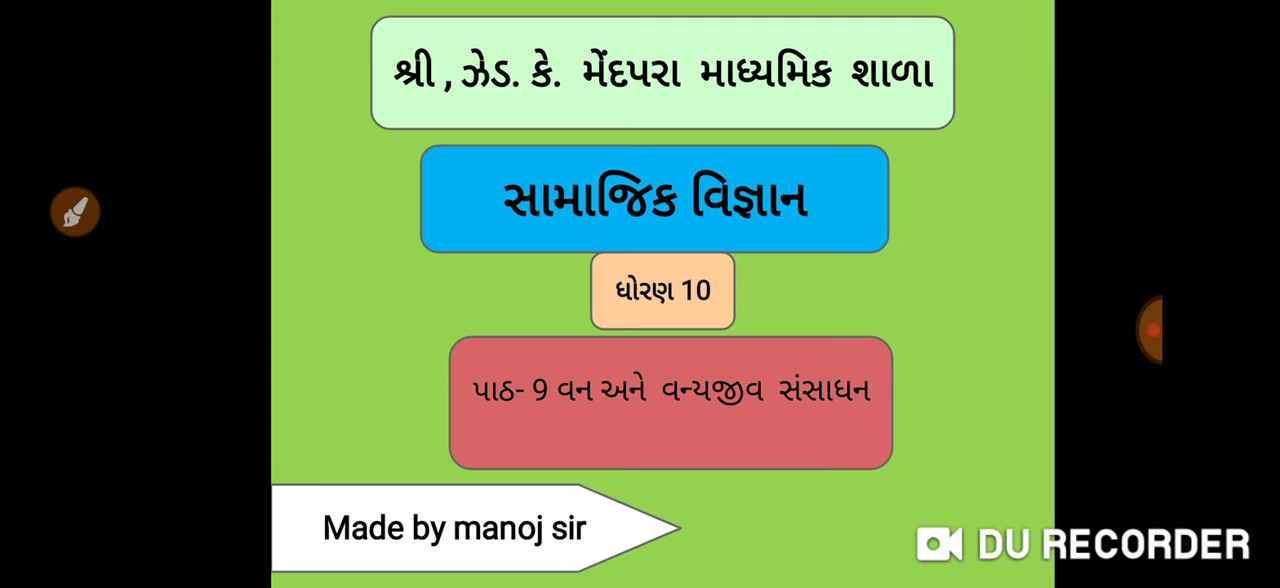 શ્રી , ઝેડ. કે. મેંદપરા માધ્યમિક શાળા
સામાજિક વિજ્ઞાન
ધોરણ 10
પાઠ- 9 વન અને વન્યજીવ સંસાધન
Made by manoj sir
DU RECORDER